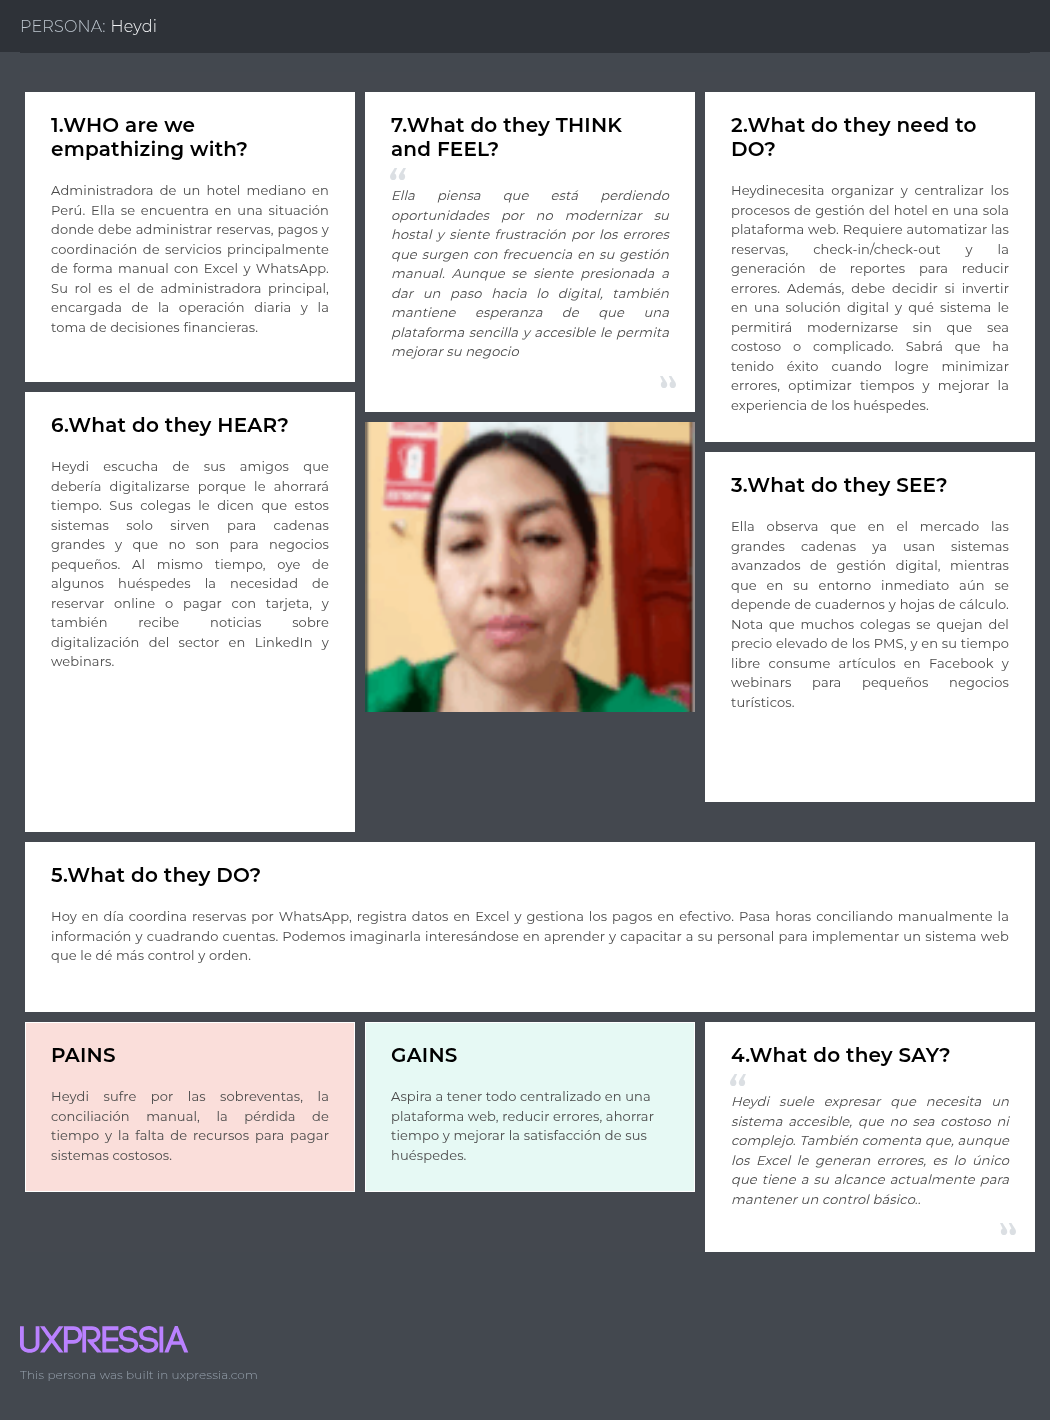 PERSONA: Heydi
1.WHO are we
empathizing with?
Administradora de un hotel mediano en
Perú. Ella se encuentra en una situación
donde debe administrar reservas, pagos y
coordinación de servicios principalmente
de forma manual con Excel y WhatsApp.
Su rol es el de administradora principal,
encargada de la operación diaria y la
toma de decisiones financieras.
7.What do they THINK
and FEEL?
“
Ella piensa que está perdiendo
oportunidades por no modernizar su
hostal y siente frustración por los errores
que surgen con frecuencia en su gestión
manual. Aunque se siente presionada a
dar un paso hacia lo digital, también
mantiene esperanza de que una
plataforma sencilla y accesible le permita
mejorar su negocio
”
2.What do they need to
DO?
Heydinecesita organizar y centralizar los
procesos de gestión del hotel en una sola
plataforma web. Requiere automatizar las
reservas, check-in/check-out y la
generación de reportes para reducir
errores. Además, debe decidir si invertir
en una solución digital y qué sistema le
permitirá modernizarse sin que sea
costoso o complicado. Sabrá que ha
tenido éxito cuando logre minimizar
errores, optimizar tiempos y mejorar la
experiencia de los huéspedes.
6.What do they HEAR?
Heydi escucha de sus amigos que
debería digitalizarse porque le ahorrará
tiempo. Sus colegas le dicen que estos
sistemas solo sirven para cadenas
grandes y que no son para negocios
pequeños. Al mismo tiempo, oye de
algunos huéspedes la necesidad de
reservar online o pagar con tarjeta, y
también recibe noticias sobre
digitalización del sector en LinkedIn y
webinars.
3.What do they SEE?
Ella observa que en el mercado las
grandes cadenas ya usan sistemas
avanzados de gestión digital, mientras
que en su entorno inmediato aún se
depende de cuadernos y hojas de cálculo.
Nota que muchos colegas se quejan del
precio elevado de los PMS, y en su tiempo
libre consume artículos en Facebook y
webinars para pequeños negocios
turísticos.
5.What do they DO?
Hoy en día coordina reservas por WhatsApp, registra datos en Excel y gestiona los pagos en efectivo. Pasa horas conciliando manualmente la
información y cuadrando cuentas. Podemos imaginarla interesándose en aprender y capacitar a su personal para implementar un sistema web
que le dé más control y orden.
PAINS
Heydi sufre por las sobreventas, la
conciliación manual, la pérdida de
tiempo y la falta de recursos para pagar
sistemas costosos.
GAINS
Aspira a tener todo centralizado en una
plataforma web, reducir errores, ahorrar
tiempo y mejorar la satisfacción de sus
huéspedes.
4.What do they SAY?
“
Heydi suele expresar que necesita un
sistema accesible, que no sea costoso ni
complejo. También comenta que, aunque
los Excel le generan errores, es lo único
que tiene a su alcance actualmente para
mantener un control básico..
”
UXPRESSIA
This persona was built in uxpressia.com